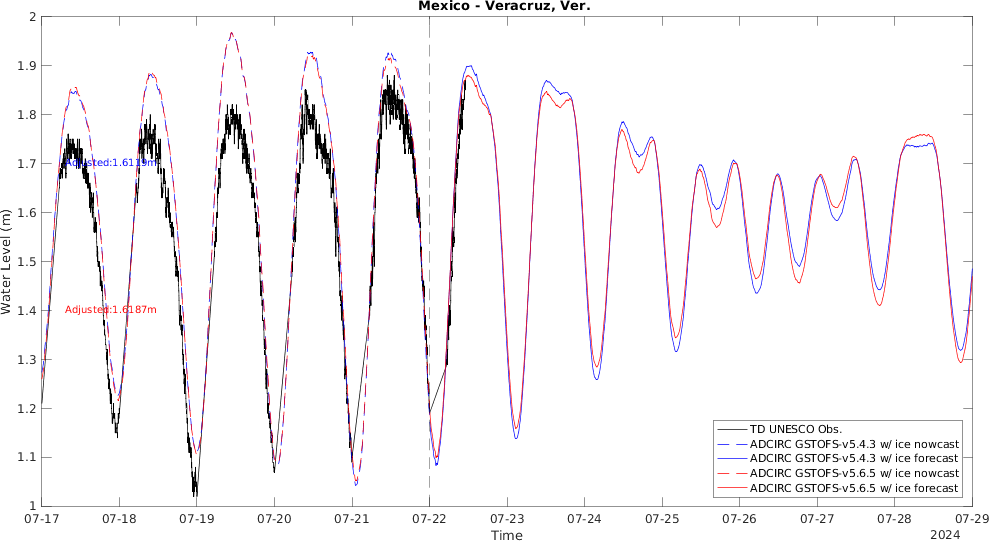 Mexico - Veracruz, Ver.
2
1.9
1.8
1.7
1.6
1.5
1.4
1.3
1.2
1.1
1
Water Level (m)
Adjusted:1.6119m
Adjusted:1.6187m
TD UNESCO Obs.
ADCIRC GSTOFS-v5.4.3 w/ ice nowcast
ADCIRC GSTOFS-v5.4.3 w/ ice forecast
ADCIRC GSTOFS-v5.6.5 w/ ice nowcast
ADCIRC GSTOFS-v5.6.5 w/ ice forecast
07-17 07-18 07-19 07-20 07-21 07-22 07-23 07-24 07-25 07-26 07-27 07-28 07-29
Time
2024